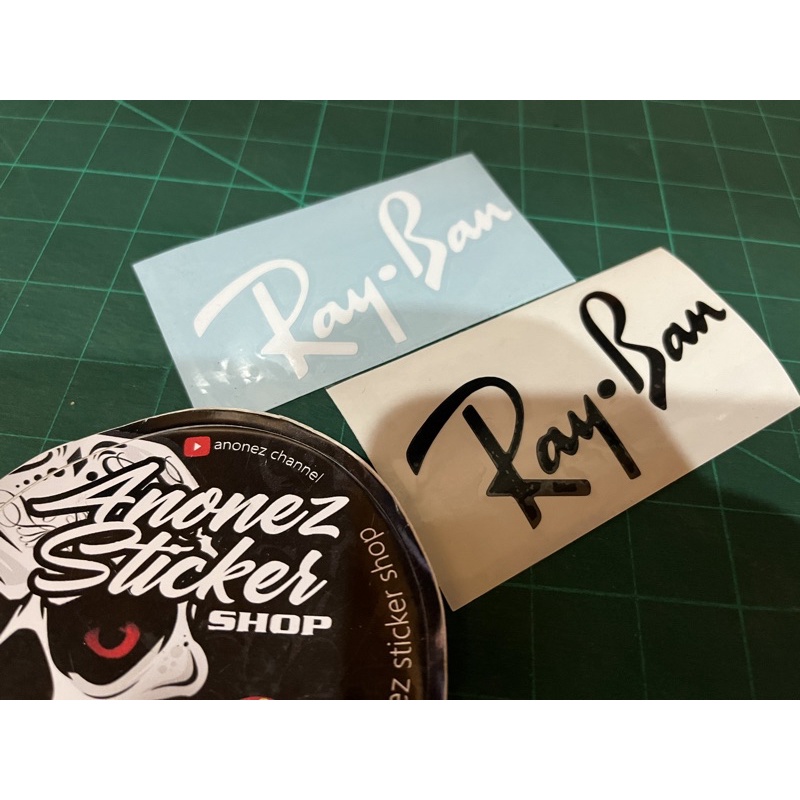 Ray•Ban
Ray•Ban
anonez channel
Anonez
Sticker
SHOP
ez sticker shop